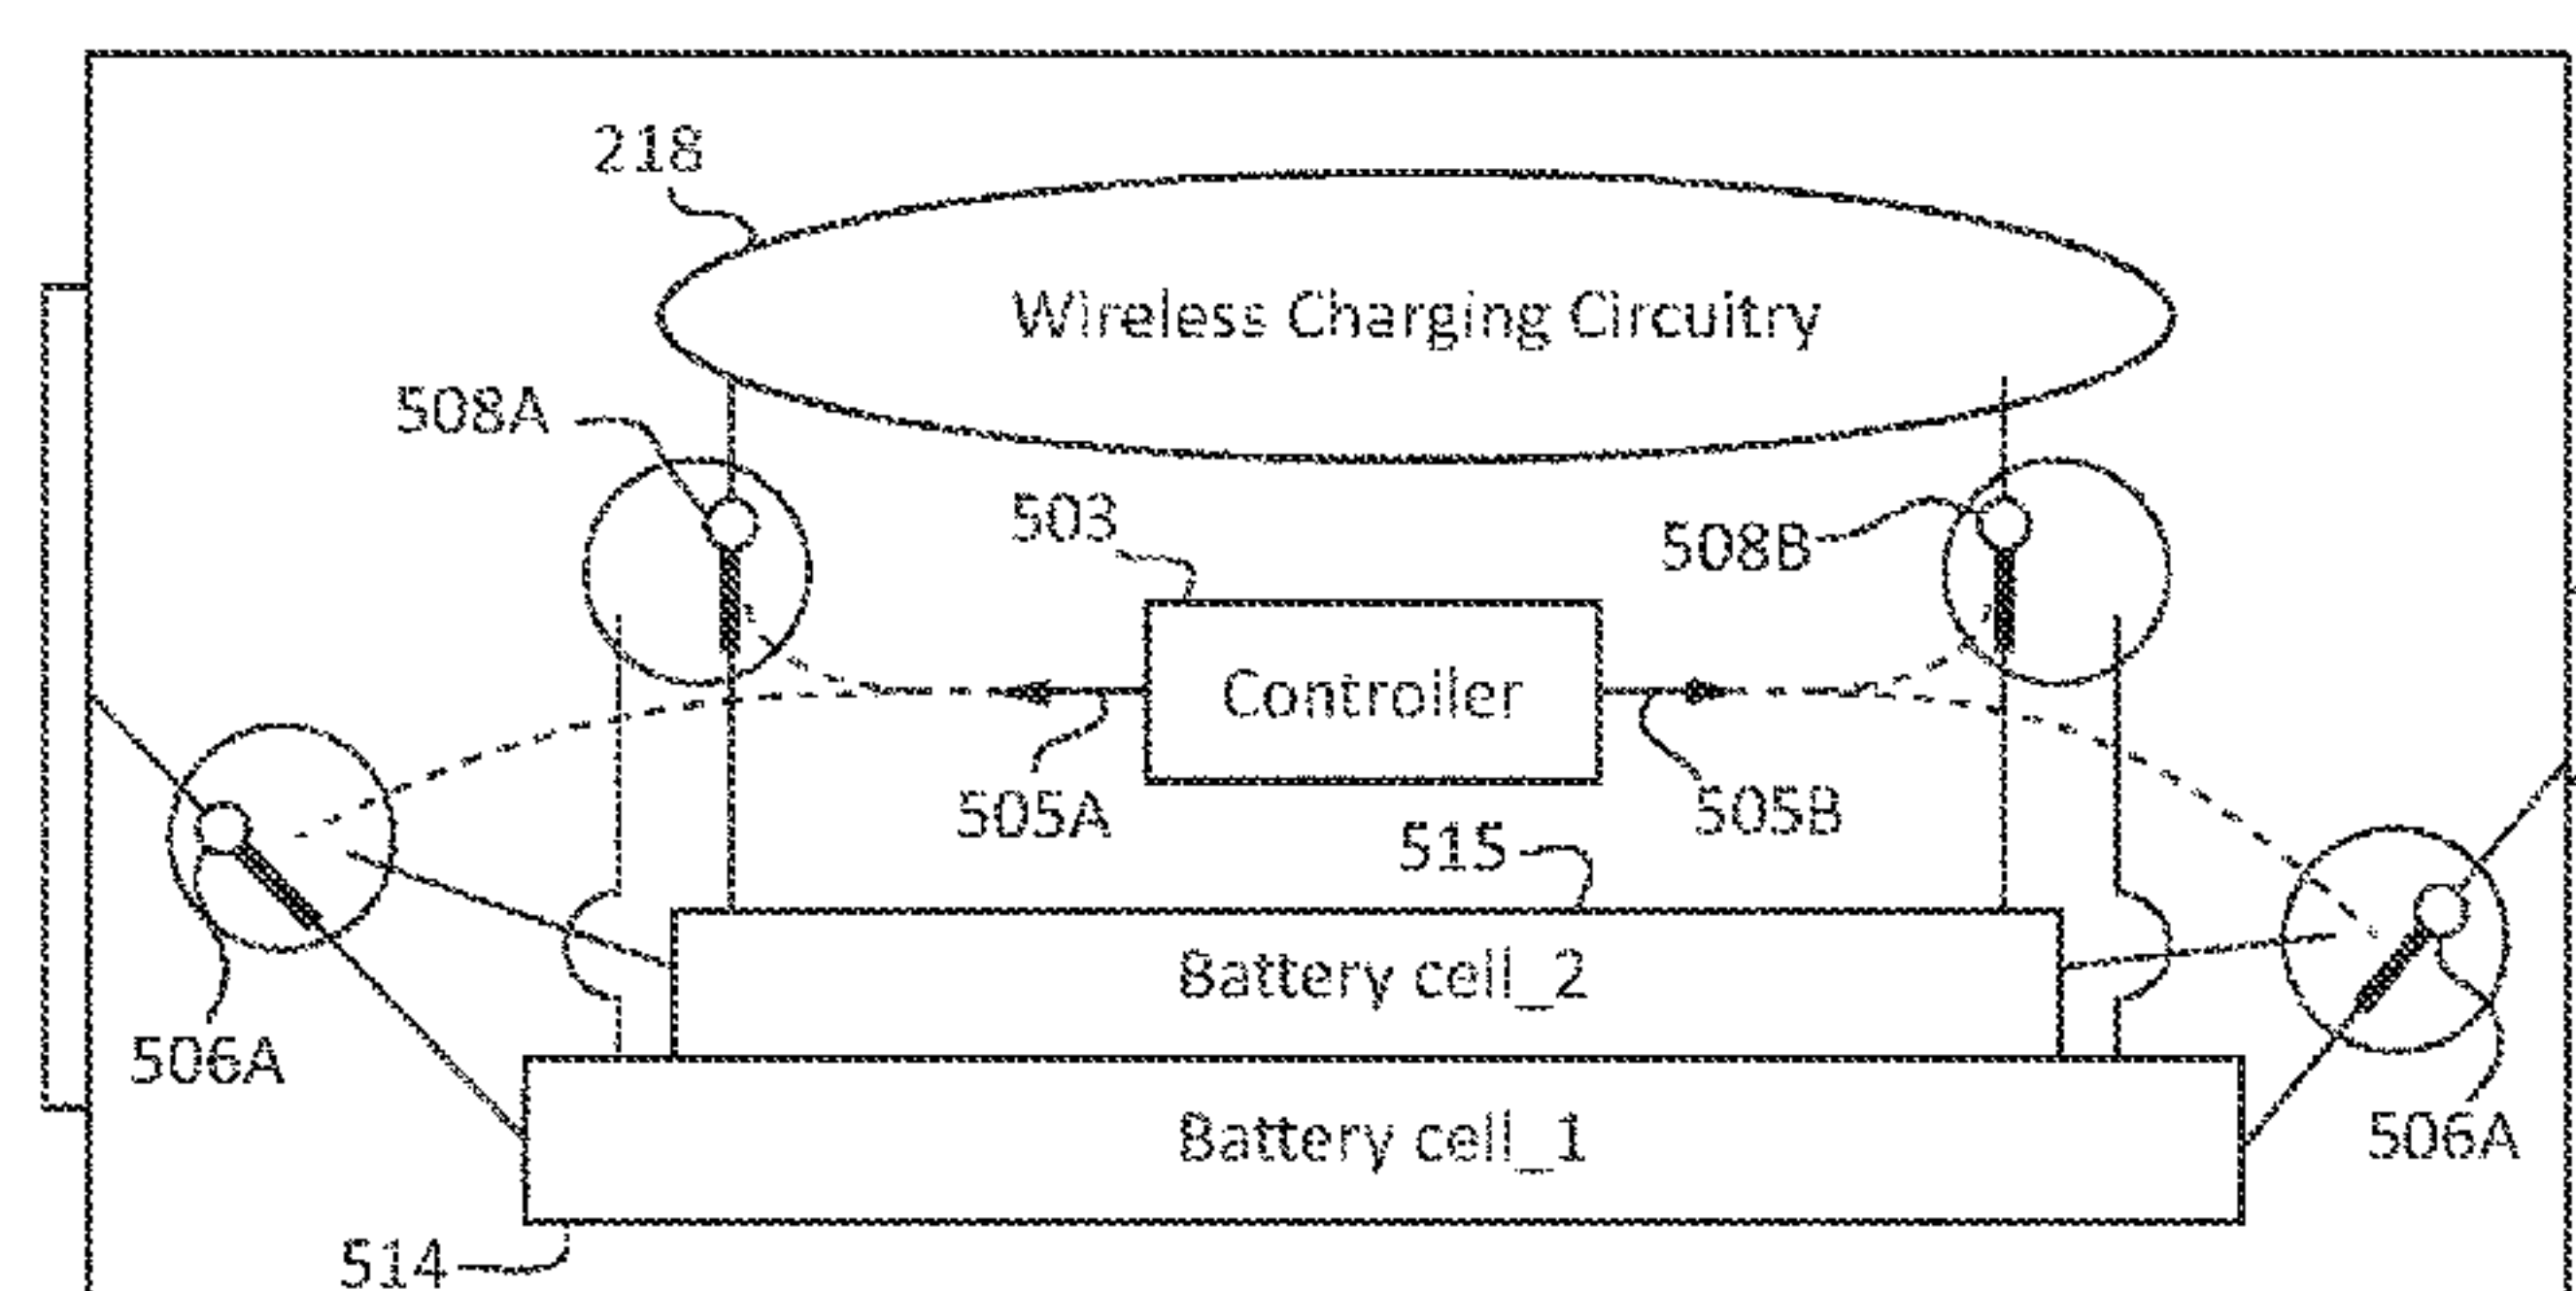 218
Wireless Charging Circuitry
508A
503
508B
Controller
505A
505B
515
Battery cell_2
506A
Battery cell_1
506A
514